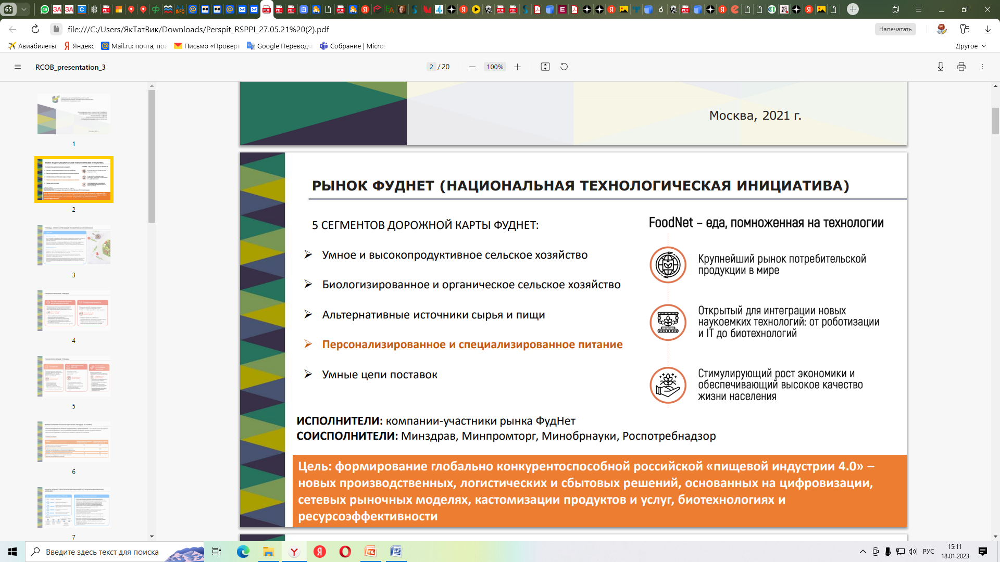 65
file:///C:/Users/ЯкТатВик/Downloads/Perspit_RSPPI_27.05.21%20(2).pdf
Напечатать
Авиабилеты
Яндекс
Mail.ru: почта, пои
Письмо «Проверк
Google Переводч
Собрание | Micros
Другое
RCOB_presentation_3
2 / 20
100%
1
2
3
4
5
6
7
Москва, 2021 г.
РЫНОК ФУДНЕТ (НАЦИОНАЛЬНАЯ ТЕХНОЛОГИЧЕСКАЯ ИНИЦИАТИВА)
5 СЕГМЕНТОВ ДОРОЖНОЙ КАРТЫ ФУДНЕТ:
Умное и высокопродуктивное сельское хозяйство
Биологизированное и органическое сельское хозяйство
Альтернативные источники сырья и пищи
Персонализированное и специализированное питание
Умные цепи поставок
FoodNet – еда, помноженная на технологии
Крупнейший рынок потребительской
продукции в мире
Открытый для интеграции новых
наукоемких технологий: от роботизации
и IT до биотехнологий
Стимулирующий рост экономики и
обеспечивающий высокое качество
жизни населения
ИСПОЛНИТЕЛИ: компании-участники рынка ФудНет
СОИСПОЛНИТЕЛИ: Минздрав, Минпромторг, Минобрнауки, Роспотребнадзор
Цель: формирование глобально конкурентоспособной российской «пищевой индустрии 4.0» –
новых производственных, логистических и сбытовых решений, основанных на цифровизации,
сетевых рыночных моделях, кастомизации продуктов и услуг, биотехнологиях и
ресурсоэффективности
Введите здесь текст для поиска
РУС
15:11
18.01.2023